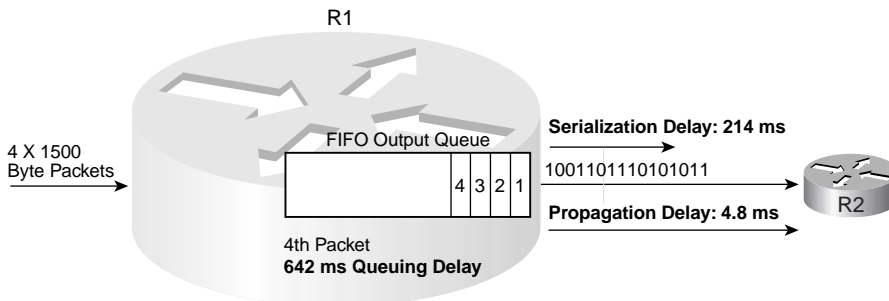 R1
4 X 1500
Byte Packets
FIFO Output Queue
4 3 2 1
4th Packet
642 ms Queuing Delay
Serialization Delay: 214 ms
1001101110101011
Propagation Delay: 4.8 ms
R2